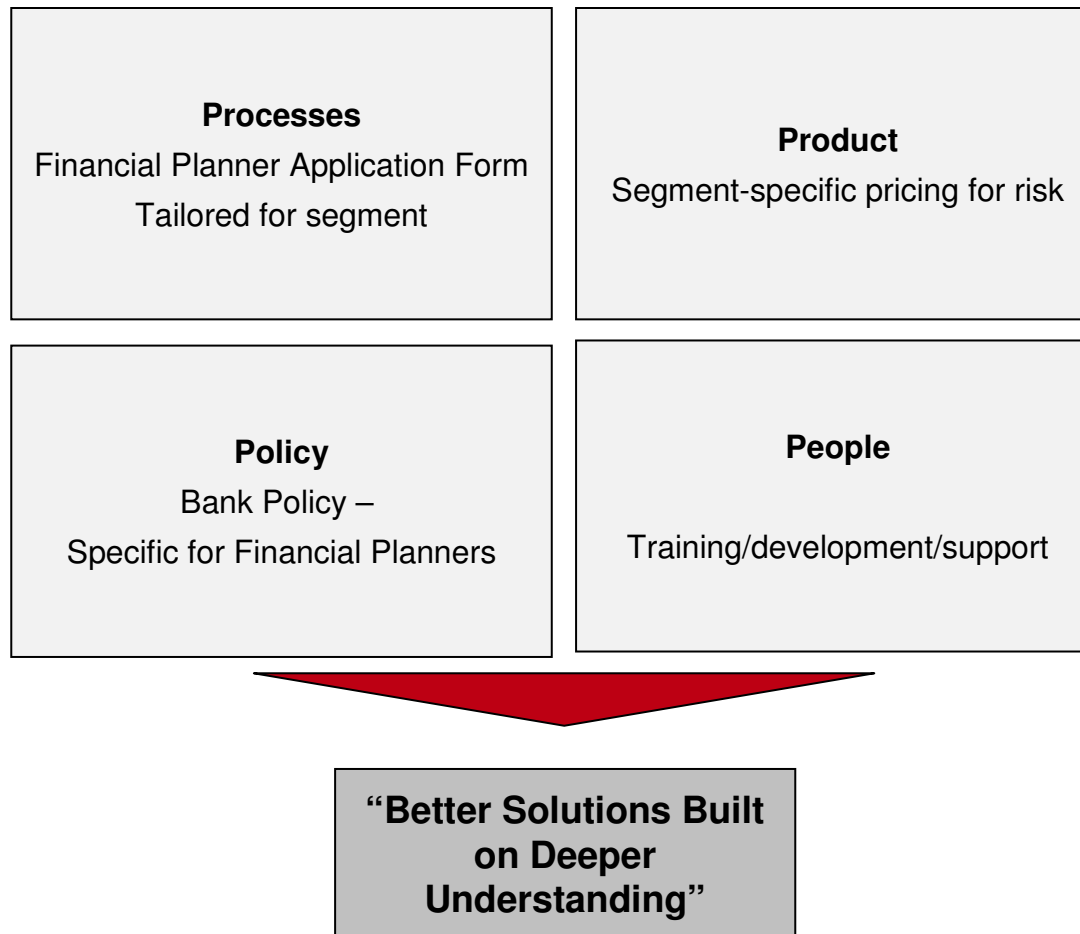 Processes
Financial Planner Application Form
Tailored for segment
Product
Segment-specific pricing for risk
Policy
Bank Policy –
Specific for Financial Planners
People
Training/development/support
“Better Solutions Built
on Deeper
Understanding”